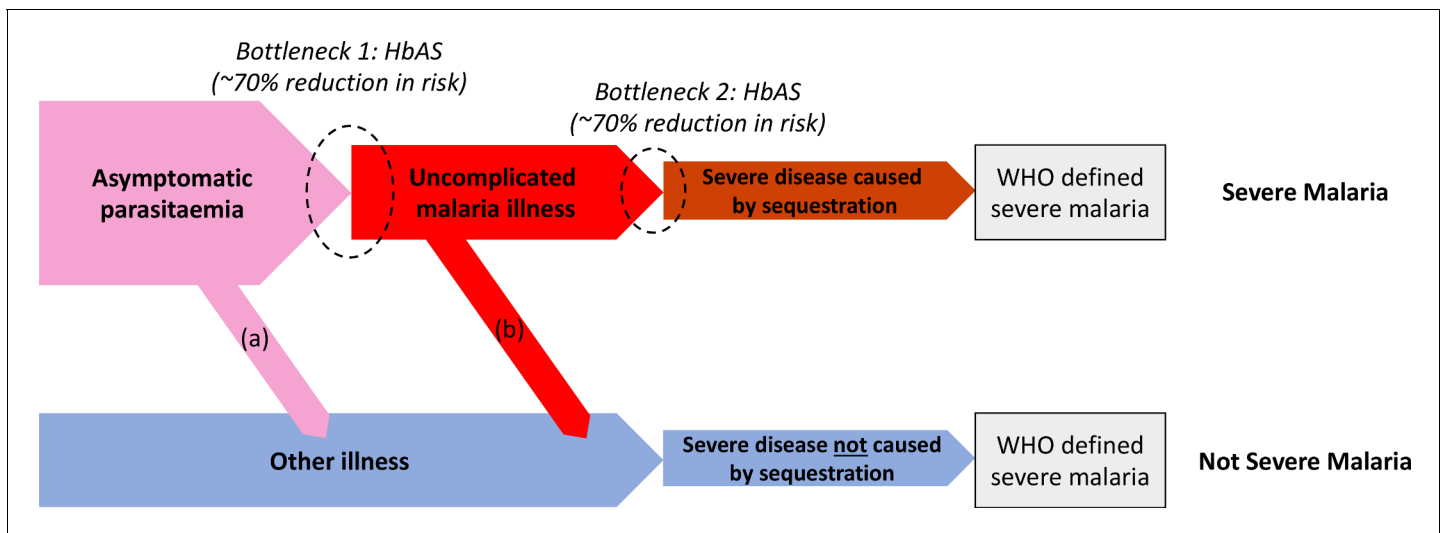 Bottleneck 1: HbAS
(~70% reduction in risk)
Bottleneck 2: HbAS
(~70% reduction in risk)
Asymptomatic
parasitaemia
Uncomplicated
malaria illness
Severe disease caused
by sequestration
WHO defined
severe malaria
Severe Malaria
(a)
(b)
Other illness
Severe disease not caused
by sequestration
WHO defined
severe malaria
Not Severe Malaria